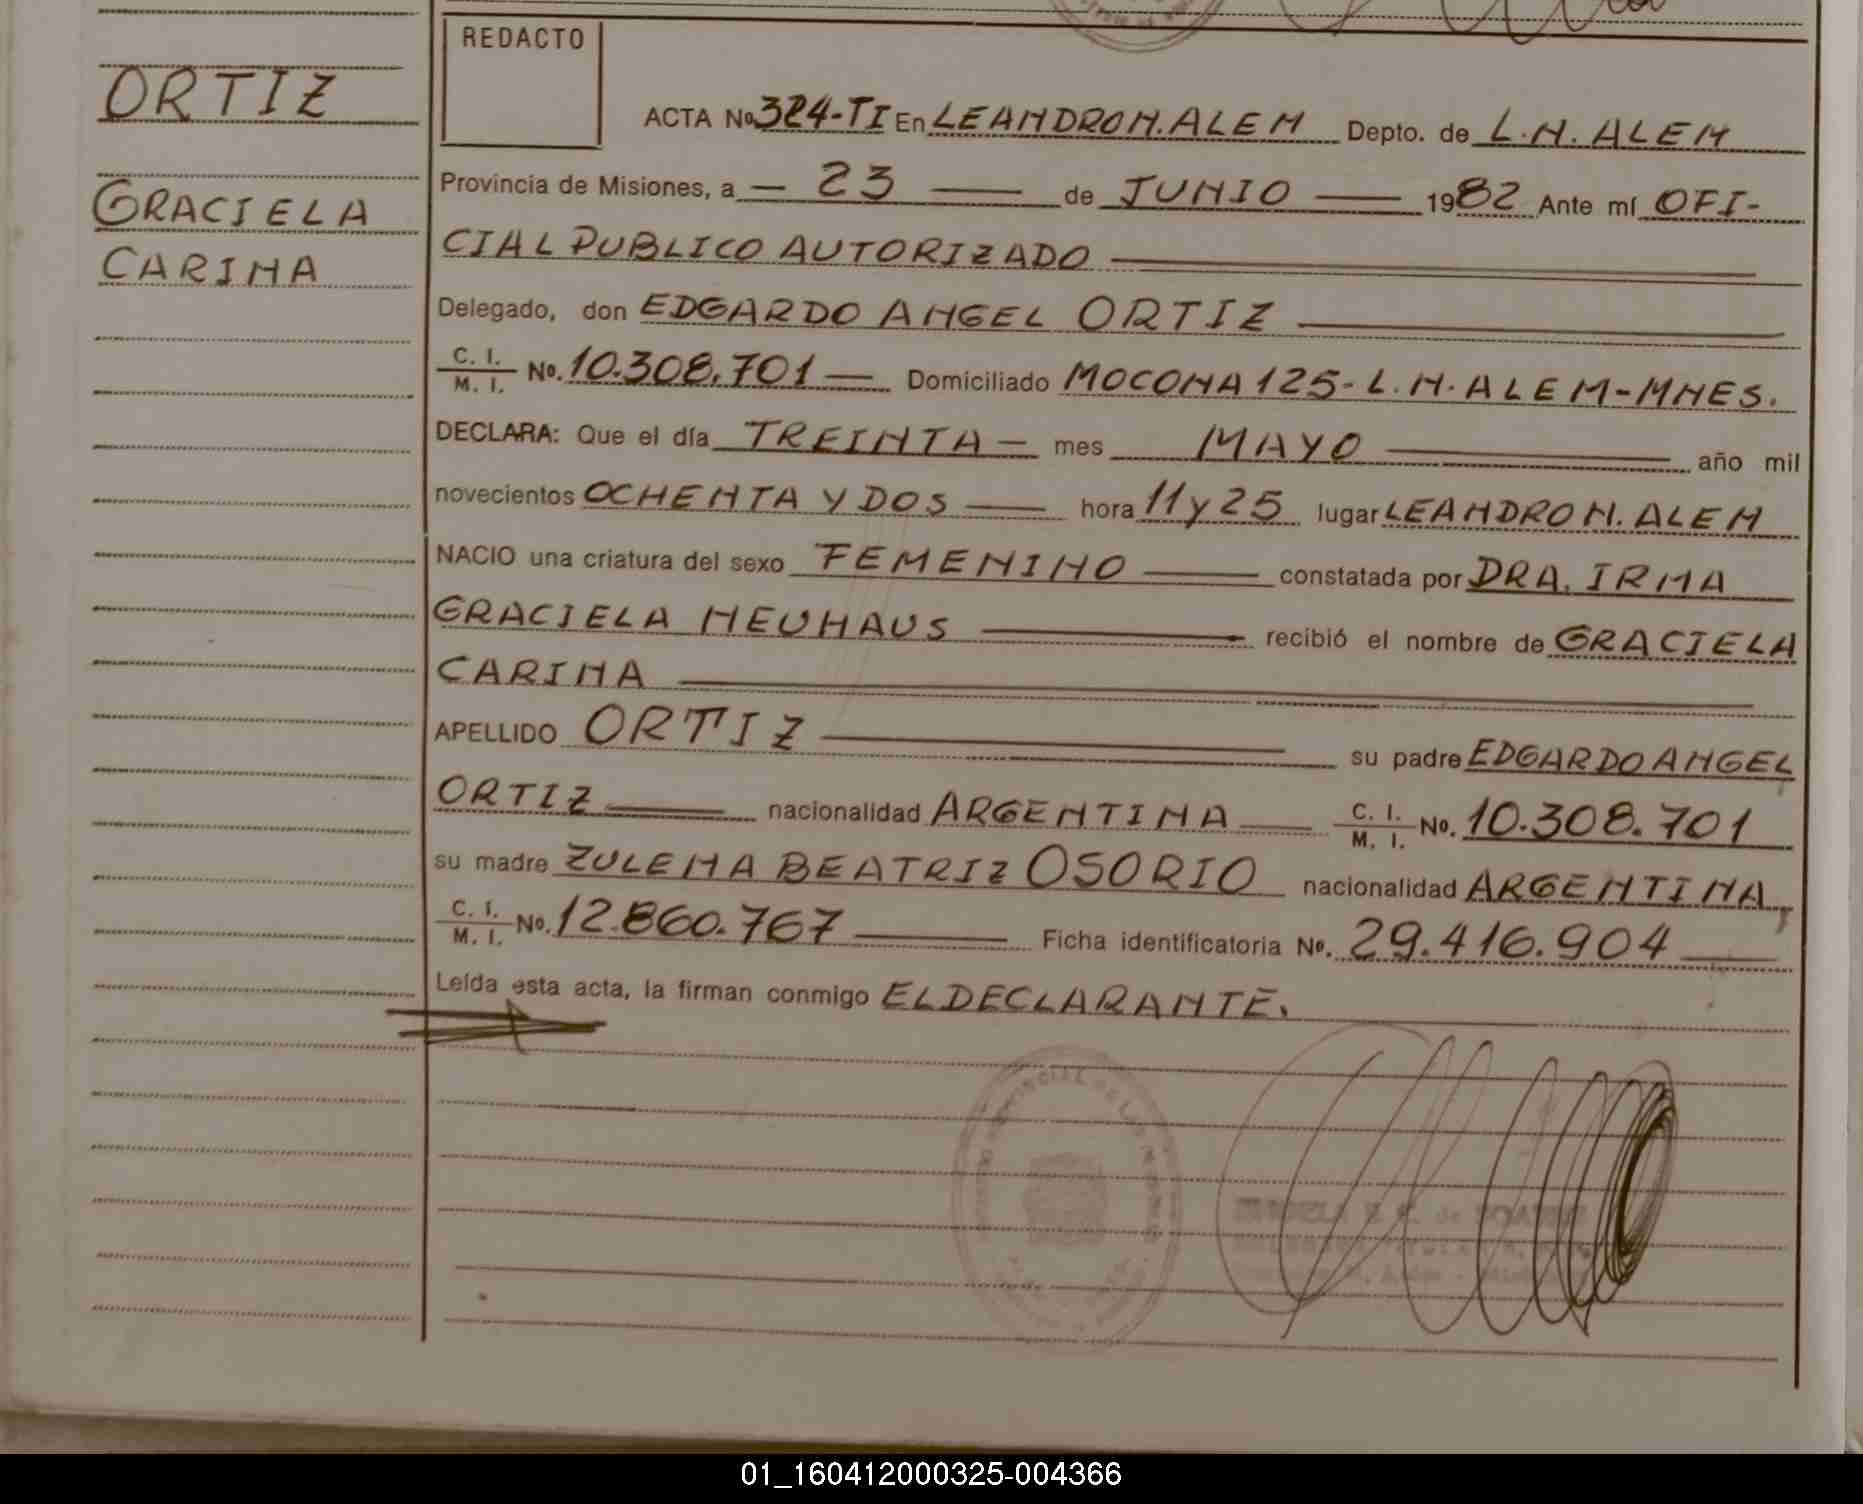 ORTIZ
GRACIELA
CARINA
REDACTO
ACTA Nº 324-TI En LEANDRO N. ALEM Depto. de L.N. ALEM
Provincia de Misiones, a — 23 — de JUNIO — 1982 Ante mí OFI-
CIAL PUBLICO AUTORIZADO —
Delegado, don EDGARDO ANGEL ORTIZ —
C. I. / M. I. Nº. 10.308.701 — Domiciliado MOCONA 125 - L.N. ALEM - MNES.
DECLARA: Que el día TREINTA — mes MAYO — año mil
novecientos OCHENTA Y DOS — hora 11 y 25 lugar LEANDRO N. ALEM
NACIO una criatura del sexo FEMENINO — constatada por DRA. IRMA
GRACIELA NEUHAUS — recibió el nombre de GRACIELA
CARINA —
APELLIDO ORTIZ — su padre EDGARDO ANGEL
ORTIZ — nacionalidad ARGENTINA — C. I. / M. I. Nº. 10.308.701
su madre ZULEMA BEATRIZ OSORIO nacionalidad ARGENTINA,
C. I. / M. I. Nº. 12.860.767 — Ficha identificatoria Nº. 29.416.904 —
Leída esta acta, la firman conmigo EL DECLARANTE.
01_160412000325-004366